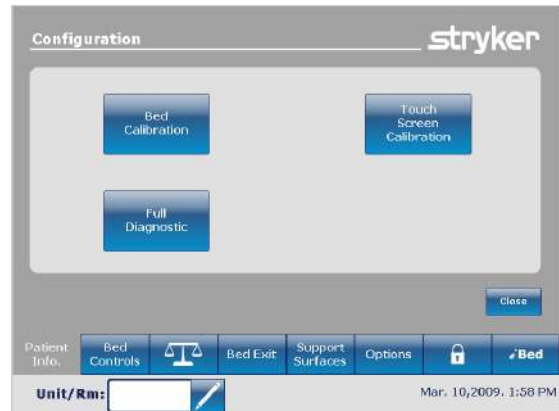 Configuration
stryker
Bed
Calibration
Touch
Screen
Calibration
Full
Diagnostic
Close
Patient
Info.
Bed
Controls
Bed Exit
Support
Surfaces
Options
iBed
Unit/Rm:
Mar. 10,2009. 1:58 PM